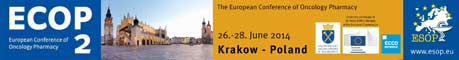 ECOP
2
European Conference of
Oncology Pharmacy
The European Conference of Oncology Pharmacy
26.-28. June 2014
Krakow - Poland
ECCO
ESOP
www.esop.eu